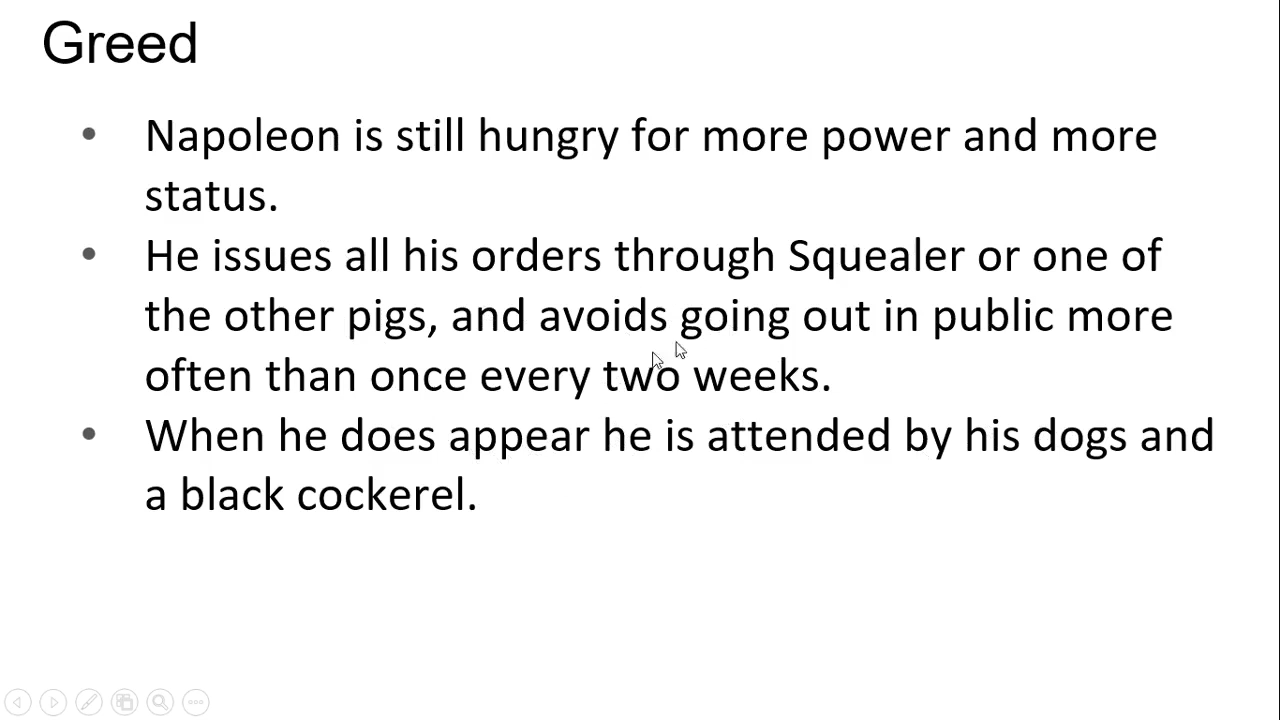 Greed
• Napoleon is still hungry for more power and more
status.
• He issues all his orders through Squealer or one of
the other pigs, and avoids going out in public more
often than once every two weeks.
• When he does appear he is attended by his dogs and
a black cockerel.